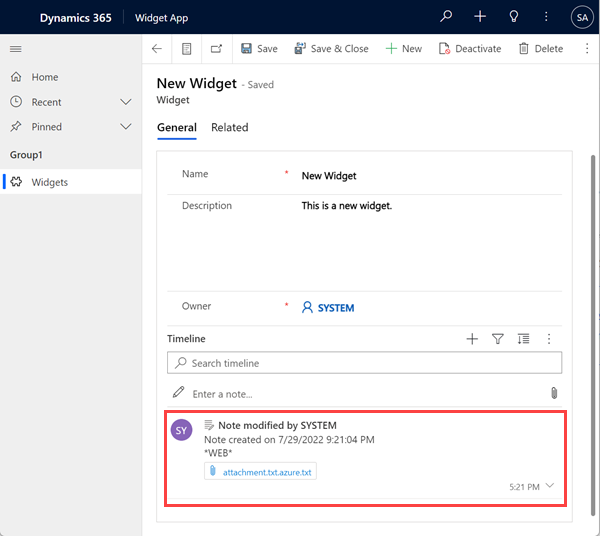 Dynamics 365 Widget App SA
Save Save & Close New Deactivate Delete
Home
Recent
Pinned
Group1
Widgets
New Widget - Saved
Widget
General Related
Name * New Widget
Description This is a new widget.
Owner * SYSTEM
Timeline
Search timeline
Enter a note...
SY Note modified by SYSTEM
Note created on 7/29/2022 9:21:04 PM
*WEB*
attachment.txt.azure.txt
5:21 PM